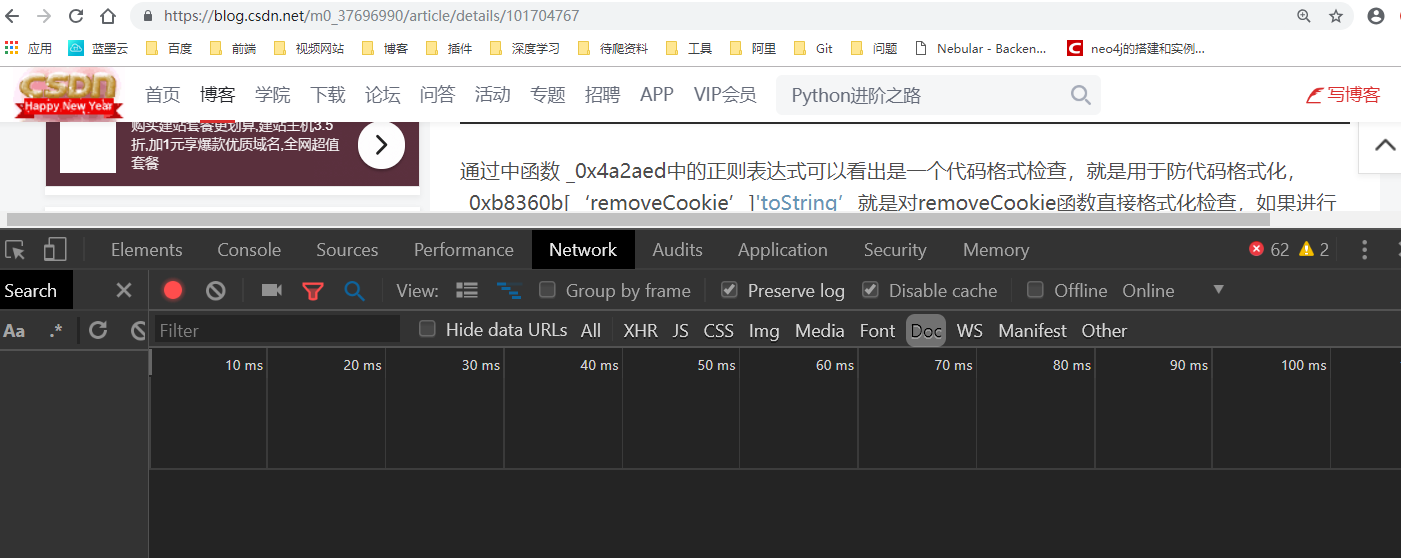 https://blog.csdn.net/m0_37696990/article/details/101704767
应用 蓝墨云 百度 前端 视频网站 博客 插件 深度学习 待爬资料 工具 阿里 Git 问题 Nebular - Backen... neo4j的搭建和实例...
CSDN
Happy New Year
首页 博客 学院 下载 论坛 问答 活动 专题 招聘 APP VIP会员 Python进阶之路 写博客
购买建站套餐更划算,建站主机3.5
折,加1元享爆款优质域名,全网超值
套餐
通过中函数 _0x4a2aed中的正则表达式可以看出是一个代码格式检查，就是用于防代码格式化，
_0xb8360b[‘removeCookie’]'toString’就是对removeCookie函数直接格式化检查，如果进行
Elements Console Sources Performance Network Audits Application Security Memory 62 2
Search View: Group by frame Preserve log Disable cache Offline Online
Aa .* Filter Hide data URLs All XHR JS CSS Img Media Font Doc WS Manifest Other
10 ms 20 ms 30 ms 40 ms 50 ms 60 ms 70 ms 80 ms 90 ms 100 ms